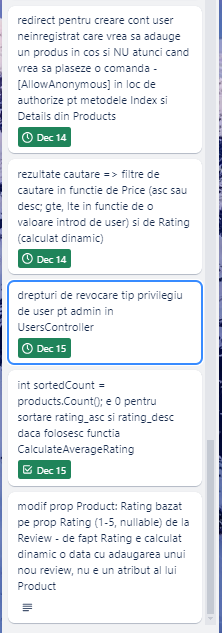 redirect pentru creare cont user
neinregistrat care vrea sa adauge
un produs in cos si NU atunci cand
vrea sa plaseze o comanda -
[AllowAnonymous] in loc de
authorize pt metodele Index si
Details din Products
Dec 14
rezultate cautare => filtre de
cautare in functie de Price (asc sau
desc; gte, lte in functie de o
valoare introd de user) si de Rating
(calculat dinamic)
Dec 14
drepturi de revocare tip privilegiu
de user pt admin in
UsersController
Dec 15
int sortedCount =
products.Count(); e 0 pentru
sortare rating_asc si rating_desc
daca folosesc functia
CalculateAverageRating
Dec 15
modif prop Product: Rating bazat
pe prop Rating (1-5, nullable) de la
Review - de fapt Rating e calculat
dinamic o data cu adaugarea unui
nou review, nu e un atribut al lui
Product